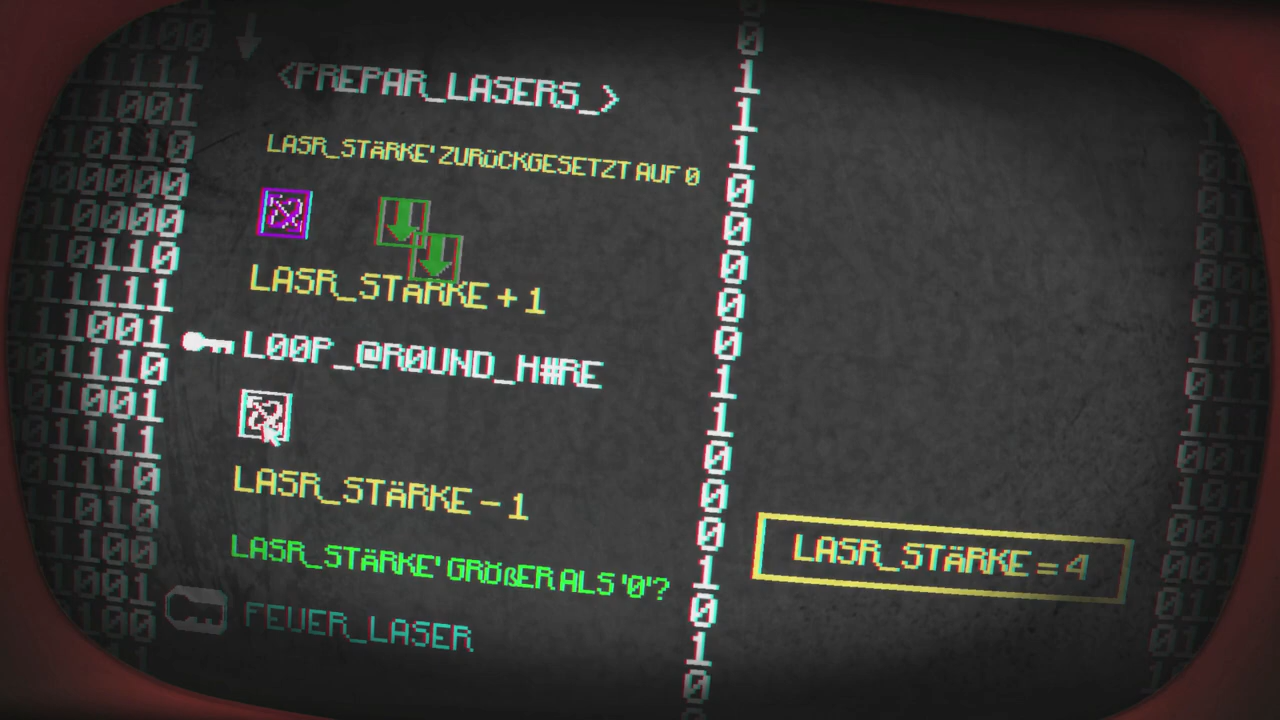 <PREPAR_LASERS_>
LASR_STÄRKE' ZURÜCKGESETZT AUF 0
LASR_STÄRKE + 1
L00P_@R0UND_H#RE
LASR_STÄRKE - 1
LASR_STÄRKE' GRÖßER ALS '0'?
LASR_STÄRKE = 4
FEUER_LASER